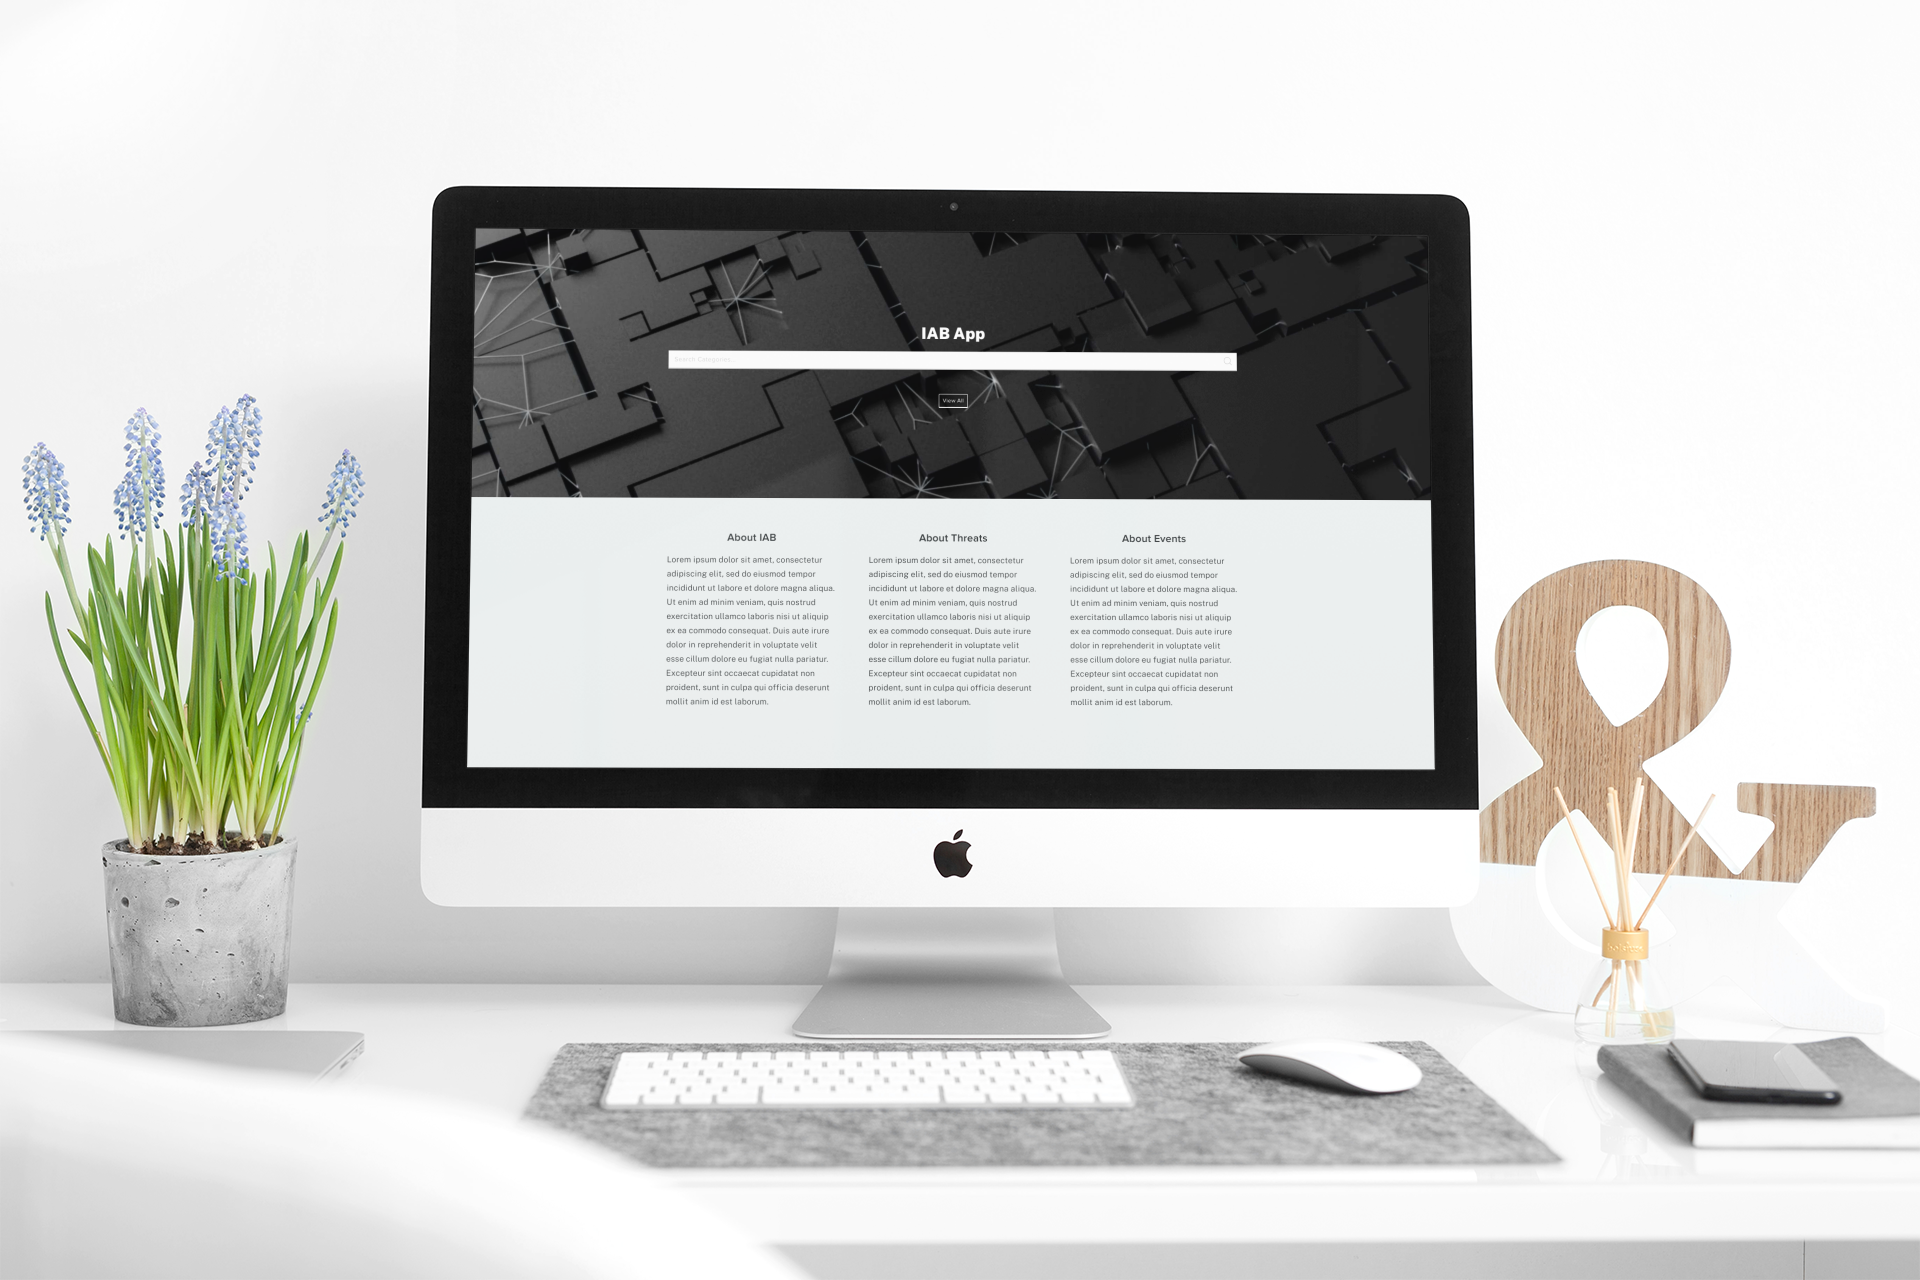 IAB App
Search Categories...
View All
About IAB
Lorem ipsum dolor sit amet, consectetur
adipiscing elit, sed do eiusmod tempor
incididunt ut labore et dolore magna aliqua.
Ut enim ad minim veniam, quis nostrud
exercitation ullamco laboris nisi ut aliquip
ex ea commodo consequat. Duis aute irure
dolor in reprehenderit in voluptate velit
esse cillum dolore eu fugiat nulla pariatur.
Excepteur sint occaecat cupidatat non
proident, sunt in culpa qui officia deserunt
mollit anim id est laborum.
About Threats
Lorem ipsum dolor sit amet, consectetur
adipiscing elit, sed do eiusmod tempor
incididunt ut labore et dolore magna aliqua.
Ut enim ad minim veniam, quis nostrud
exercitation ullamco laboris nisi ut aliquip
ex ea commodo consequat. Duis aute irure
dolor in reprehenderit in voluptate velit
esse cillum dolore eu fugiat nulla pariatur.
Excepteur sint occaecat cupidatat non
proident, sunt in culpa qui officia deserunt
mollit anim id est laborum.
About Events
Lorem ipsum dolor sit amet, consectetur
adipiscing elit, sed do eiusmod tempor
incididunt ut labore et dolore magna aliqua.
Ut enim ad minim veniam, quis nostrud
exercitation ullamco laboris nisi ut aliquip
ex ea commodo consequat. Duis aute irure
dolor in reprehenderit in voluptate velit
esse cillum dolore eu fugiat nulla pariatur.
Excepteur sint occaecat cupidatat non
proident, sunt in culpa qui officia deserunt
mollit anim id est laborum.
&